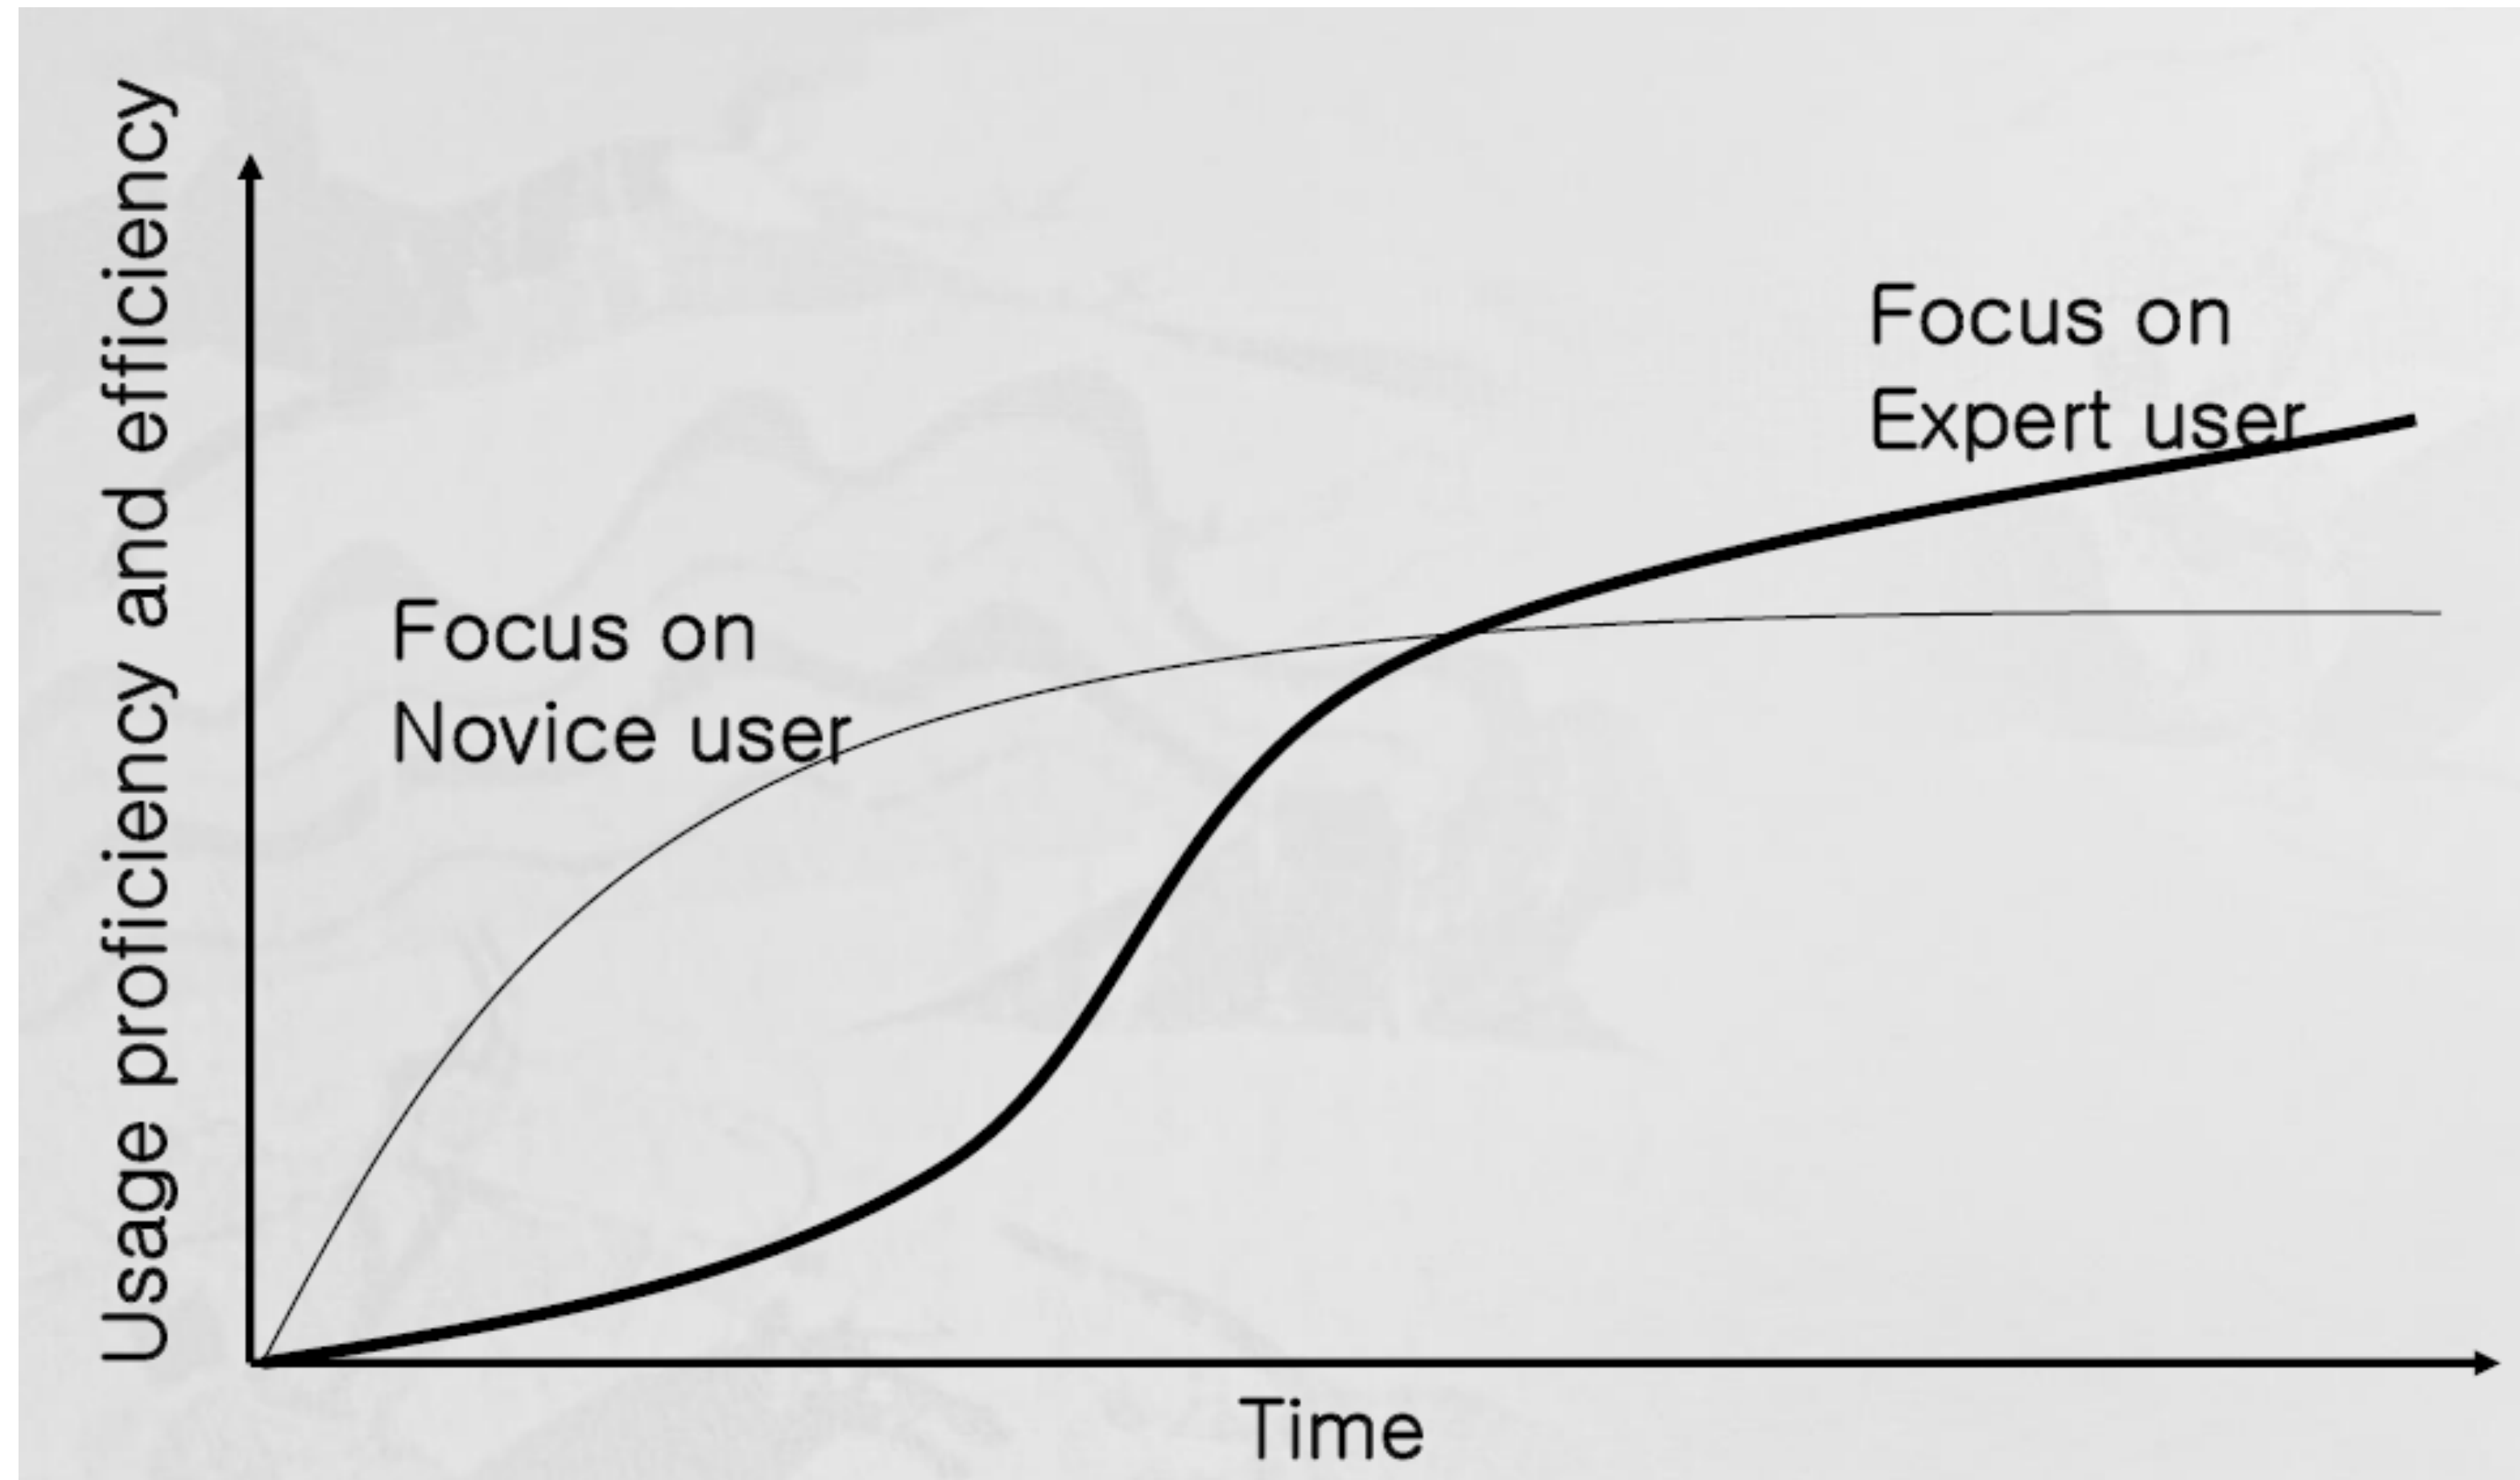 Usage proficiency and efficiency
Focus on
Expert user
Focus on
Novice user
Time